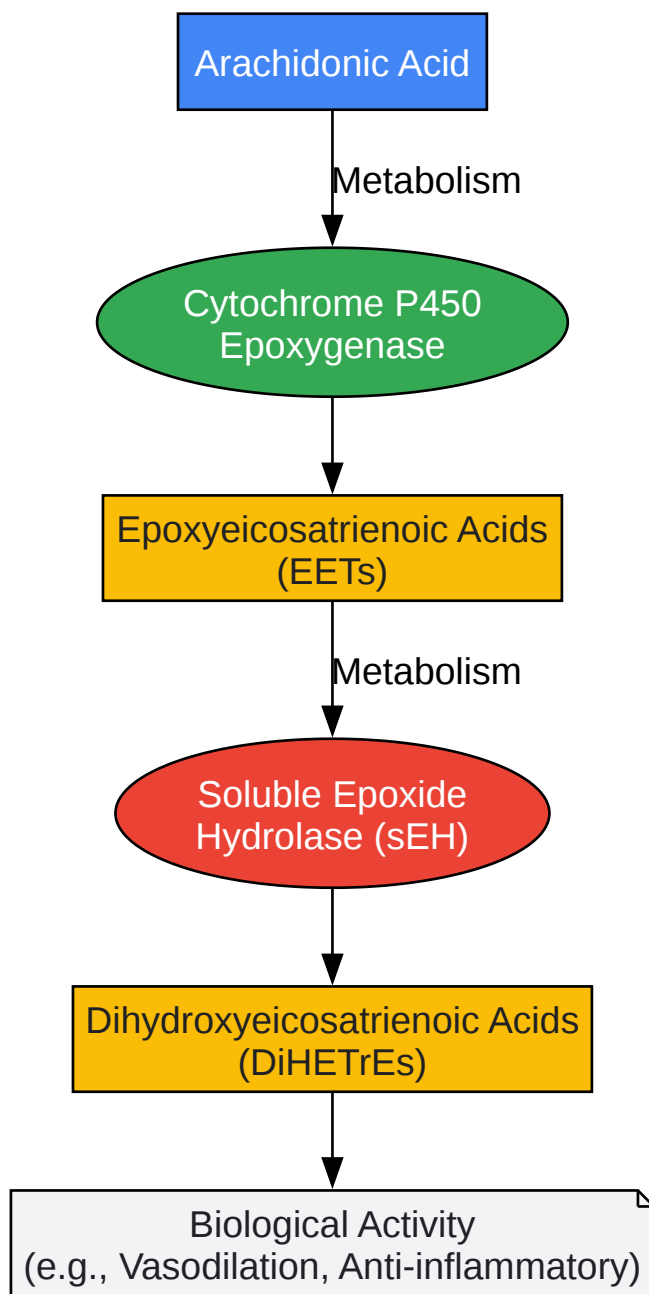 Arachidonic Acid
Metabolism
Cytochrome P450
Epoxygenase
Epoxyeicosatrienoic Acids
(EETs)
Metabolism
Soluble Epoxide
Hydrolase (sEH)
Dihydroxyeicosatrienoic Acids
(DiHETrEs)
Biological Activity
(e.g., Vasodilation, Anti-inflammatory)